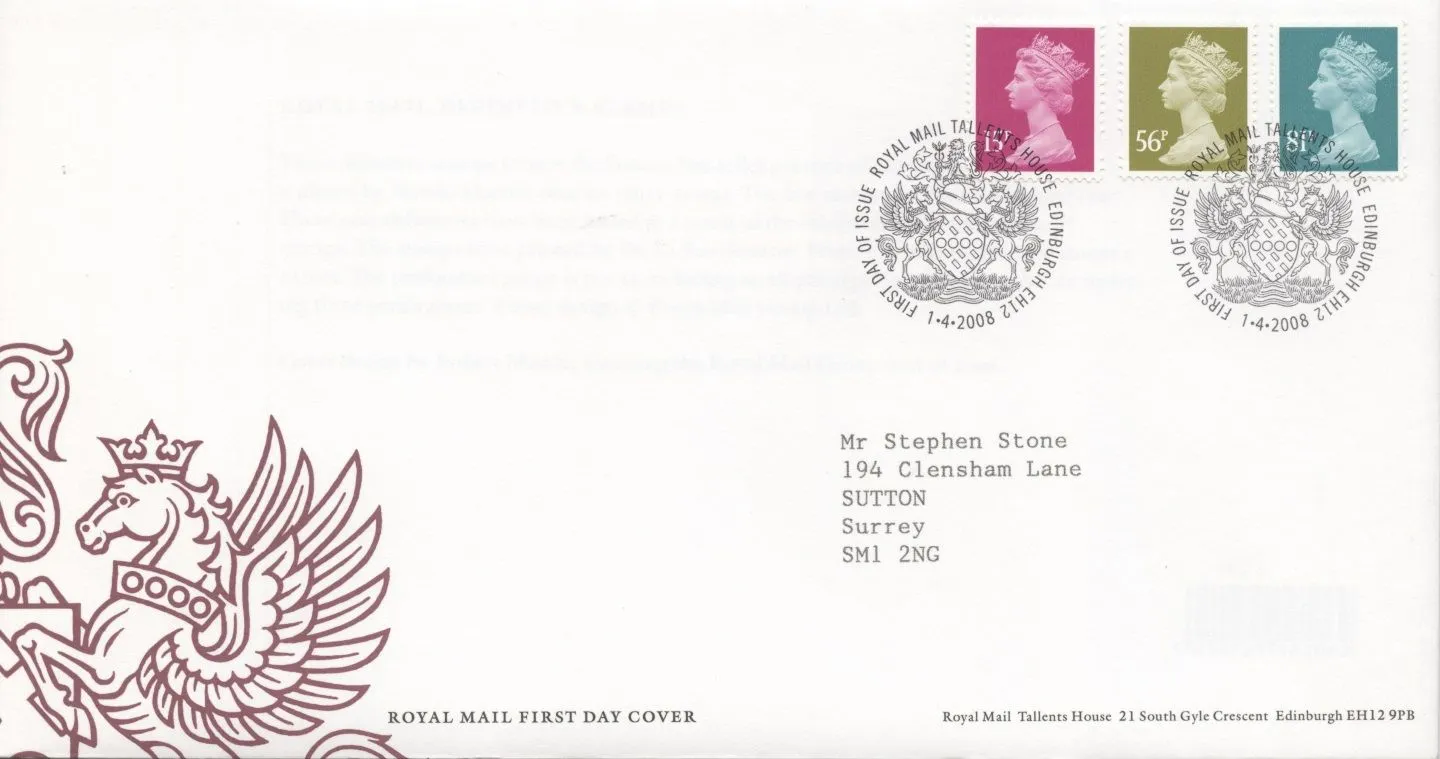 15P
56P
81P
FIRST DAY OF ISSUE ROYAL MAIL TALLENTS HOUSE EDINBURGH EH12
1·4·2008
FIRST DAY OF ISSUE ROYAL MAIL TALLENTS HOUSE EDINBURGH EH12
1·4·2008
Mr Stephen Stone
194 Clensham Lane
SUTTON
Surrey
SM1 2NG
ROYAL MAIL FIRST DAY COVER
Royal Mail Tallents House 21 South Gyle Crescent Edinburgh EH12 9PB